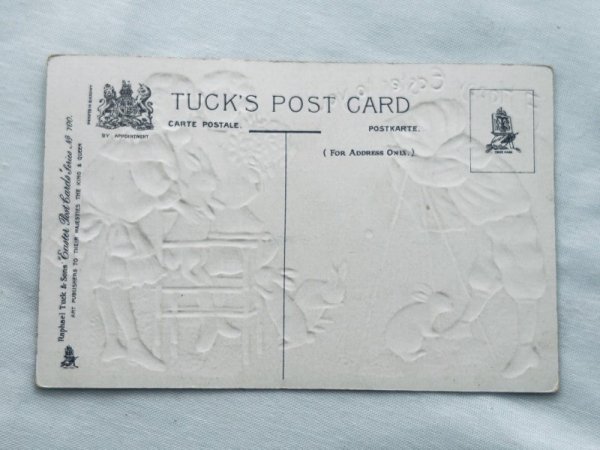 TUCK'S POST CARD
CARTE POSTALE.
POSTKARTE.
(FOR ADDRESS ONLY.)
BY APPOINTMENT
Raphael Tuck & Sons "Easter Post Cards" Series No 700.
ART PUBLISHERS TO THEIR MAJESTIES THE KING & QUEEN